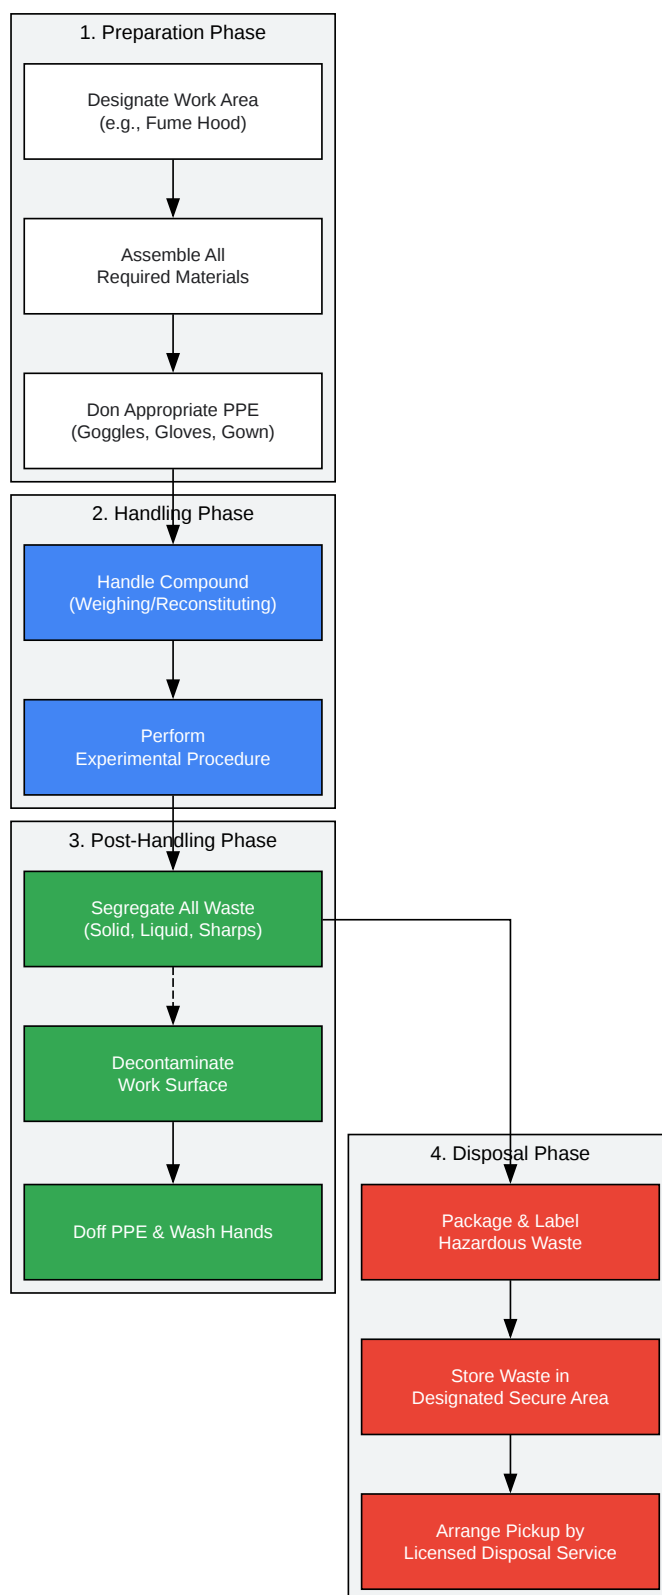 1. Preparation Phase
Designate Work Area
(e.g., Fume Hood)
Assemble All
Required Materials
Don Appropriate PPE
(Goggles, Gloves, Gown)
2. Handling Phase
Handle Compound
(Weighing/Reconstituting)
Perform
Experimental Procedure
3. Post-Handling Phase
Segregate All Waste
(Solid, Liquid, Sharps)
Decontaminate
Work Surface
Doff PPE & Wash Hands
4. Disposal Phase
Package & Label
Hazardous Waste
Store Waste in
Designated Secure Area
Arrange Pickup by
Licensed Disposal Service